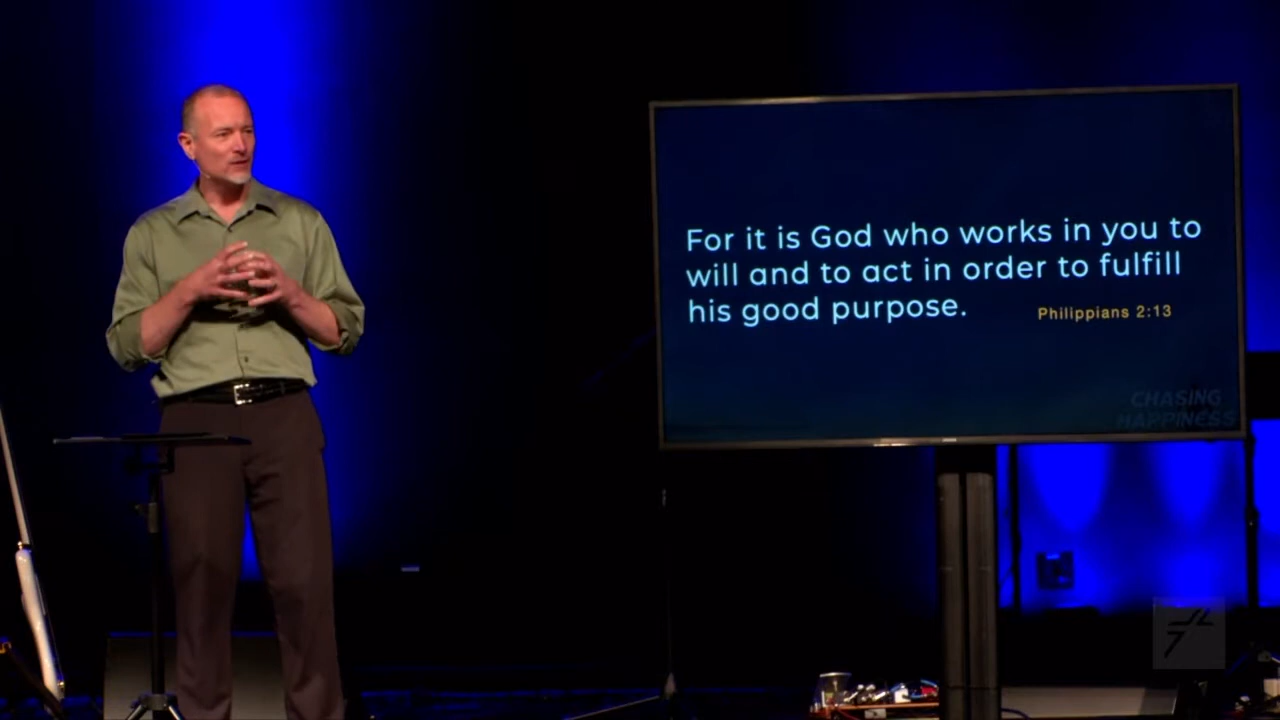 For it is God who works in you to
will and to act in order to fulfill
his good purpose.
Philippians 2:13
CHASING
HAPPINESS